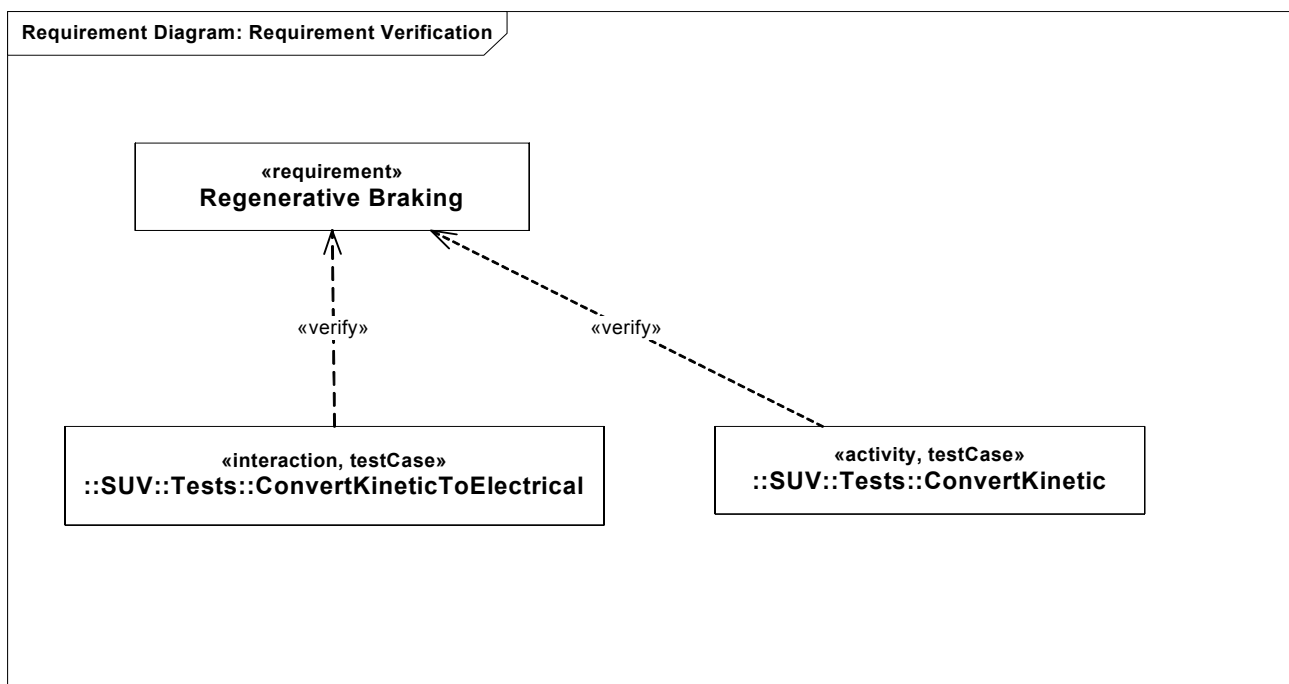 Requirement Diagram: Requirement Verification
«requirement»
Regenerative Braking
«verify»
«verify»
«interaction, testCase»
::SUV::Tests::ConvertKineticToElectrical
«activity, testCase»
::SUV::Tests::ConvertKinetic